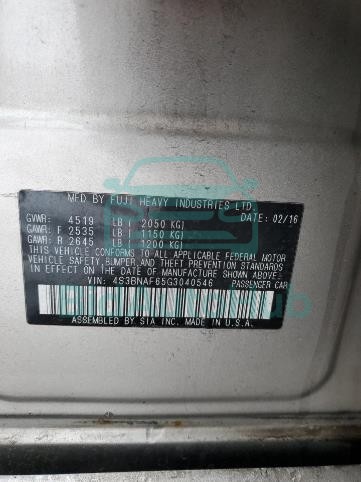 MFD BY FUJI HEAVY INDUSTRIES LTD.
GVWR: 4519 LB ( 2050 KG) DATE: 02/16
GAWR: F 2535 LB ( 1150 KG)
GAWR: R 2645 LB ( 1200 KG)
THIS VEHICLE CONFORMS TO ALL APPLICABLE FEDERAL MOTOR
VEHICLE SAFETY, BUMPER, AND THEFT PREVENTION STANDARDS
IN EFFECT ON THE DATE OF MANUFACTURE SHOWN ABOVE.
VIN: 4S3BNAF65G3040546 PASSENGER CAR
ASSEMBLED BY SIA INC. MADE IN U.S.A.